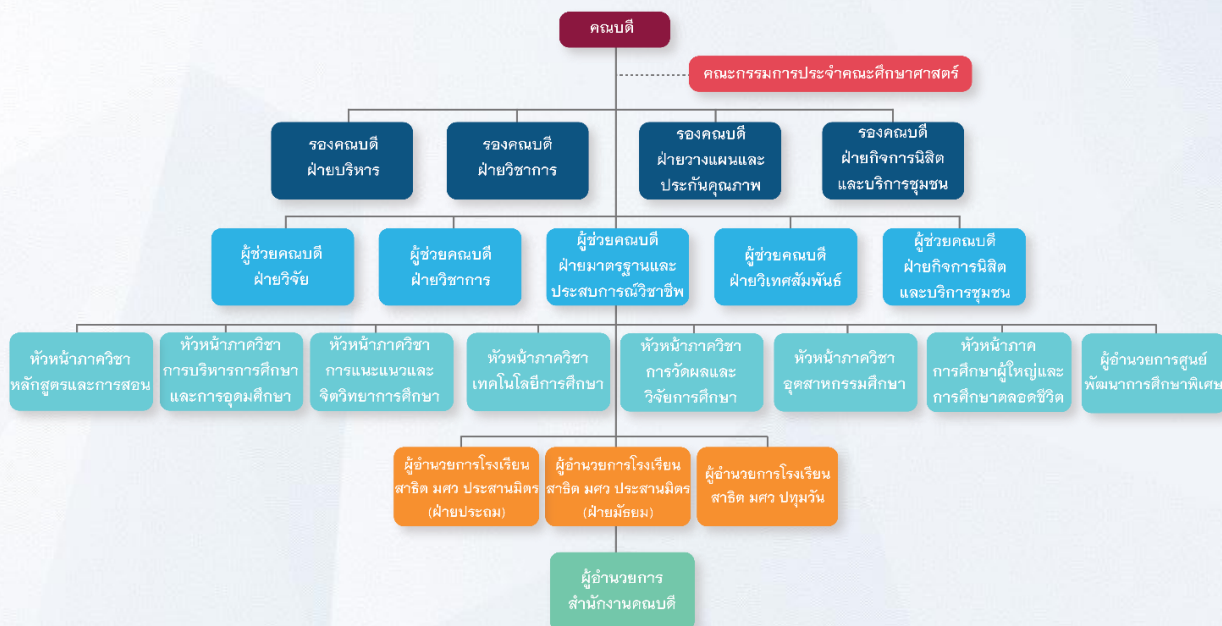 คณบดี
คณะกรรมการประจำคณะศึกษาศาสตร์
รองคณบดี
ฝ่ายบริหาร
รองคณบดี
ฝ่ายวิชาการ
รองคณบดี
ฝ่ายวางแผนและ
ประกันคุณภาพ
รองคณบดี
ฝ่ายกิจการนิสิต
และบริการชุมชน
ผู้ช่วยคณบดี
ฝ่ายวิจัย
ผู้ช่วยคณบดี
ฝ่ายวิชาการ
ผู้ช่วยคณบดี
ฝ่ายมาตรฐานและ
ประสบการณ์วิชาชีพ
ผู้ช่วยคณบดี
ฝ่ายวิเทศสัมพันธ์
ผู้ช่วยคณบดี
ฝ่ายกิจการนิสิต
และบริการชุมชน
หัวหน้าภาควิชา
หลักสูตรและการสอน
หัวหน้าภาควิชา
การบริหารการศึกษา
และการอุดมศึกษา
หัวหน้าภาควิชา
การแนะแนวและ
จิตวิทยาการศึกษา
หัวหน้าภาควิชา
เทคโนโลยีการศึกษา
หัวหน้าภาควิชา
การวัดผลและ
วิจัยการศึกษา
หัวหน้าภาควิชา
อุตสาหกรรมศึกษา
หัวหน้าภาค
การศึกษาผู้ใหญ่และ
การศึกษาตลอดชีวิต
ผู้อำนวยการศูนย์
พัฒนาการศึกษาพิเศษ
ผู้อำนวยการโรงเรียน
สาธิต มศว ประสานมิตร
(ฝ่ายประถม)
ผู้อำนวยการโรงเรียน
สาธิต มศว ประสานมิตร
(ฝ่ายมัธยม)
ผู้อำนวยการโรงเรียน
สาธิต มศว ปทุมวัน
ผู้อำนวยการ
สำนักงานคณบดี